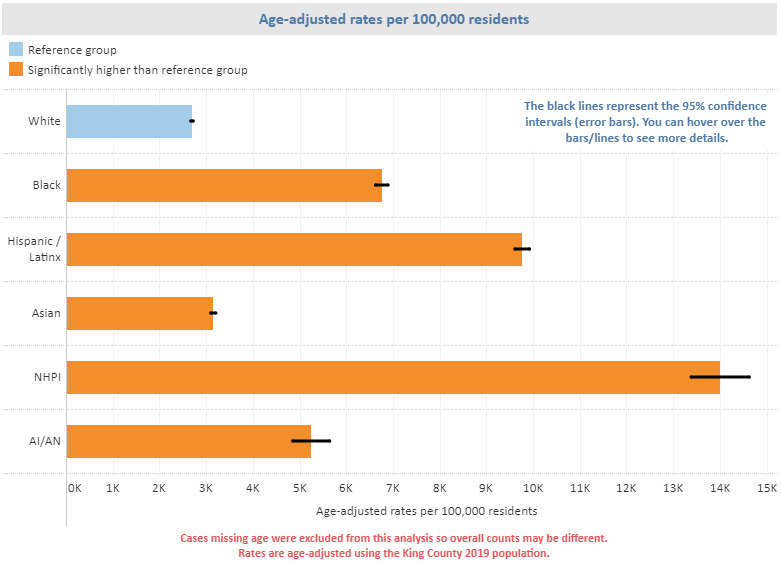 Age-adjusted rates per 100,000 residents
Reference group
Significantly higher than reference group
The black lines represent the 95% confidence
intervals (error bars). You can hover over the
bars/lines to see more details.
White
Black
Hispanic /
Latinx
Asian
NHPI
AI/AN
0K 1K 2K 3K 4K 5K 6K 7K 8K 9K 10K 11K 12K 13K 14K 15K
Age-adjusted rates per 100,000 residents
Cases missing age were excluded from this analysis so overall counts may be different.
Rates are age-adjusted using the King County 2019 population.